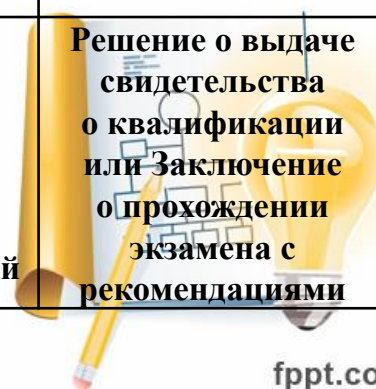 Решение о выдаче
свидетельства
о квалификации
или Заключение
о прохождении
экзамена с
й
рекомендациями
fppt.co